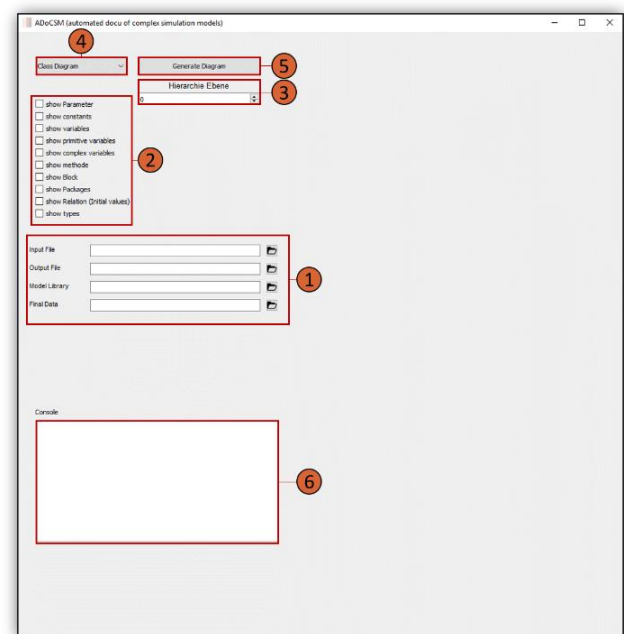 ADoCSM (automated docu of complex simulation models)
4
Class Diagram
Generate Diagram
5
Hierarchie Ebene
0
3
show Parameter
show constants
show variables
show primitive variables
show complex variables
show methode
show Block
show Packages
show Relation (Initial values)
show types
2
Input File
Output File
Model Library
Final Data
1
Console
6